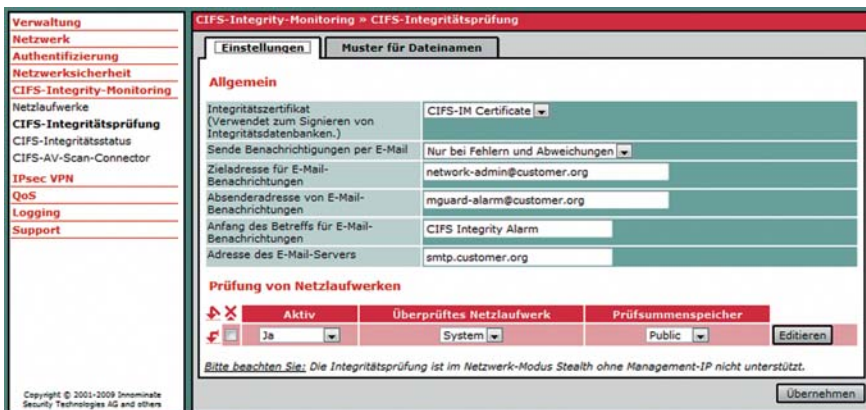 Verwaltung
Netzwerk
Authentifizierung
Netzwerksicherheit
CIFS-Integrity-Monitoring
Netzlaufwerke
CIFS-Integritätsprüfung
CIFS-Integritätsstatus
CIFS-AV-Scan-Connector
IPsec VPN
QoS
Logging
Support
Copyright © 2001-2009 Innominate
Security Technologies AG and others
CIFS-Integrity-Monitoring » CIFS-Integritätsprüfung
Einstellungen Muster für Dateinamen
Allgemein
Integritätszertifikat
(Verwendet zum Signieren von
Integritätsdatenbanken.)
CIFS-IM Certificate
Sende Benachrichtigungen per E-Mail
Nur bei Fehlern und Abweichungen
Zieladresse für E-Mail-
Benachrichtungen
network-admin@customer.org
Absenderadresse von E-Mail-
Benachrichtungen
mguard-alarm@customer.org
Anfang des Betreffs für E-Mail-
Benachrichtungen
CIFS Integrity Alarm
Adresse des E-Mail-Servers
smtp.customer.org
Prüfung von Netzlaufwerken
Aktiv Überprüftes Netzlaufwerk Prüfsummenspeicher
Ja System Public Editieren
Bitte beachten Sie: Die Integritätsprüfung ist im Netzwerk-Modus Stealth ohne Management-IP nicht unterstützt.
Übernehmen